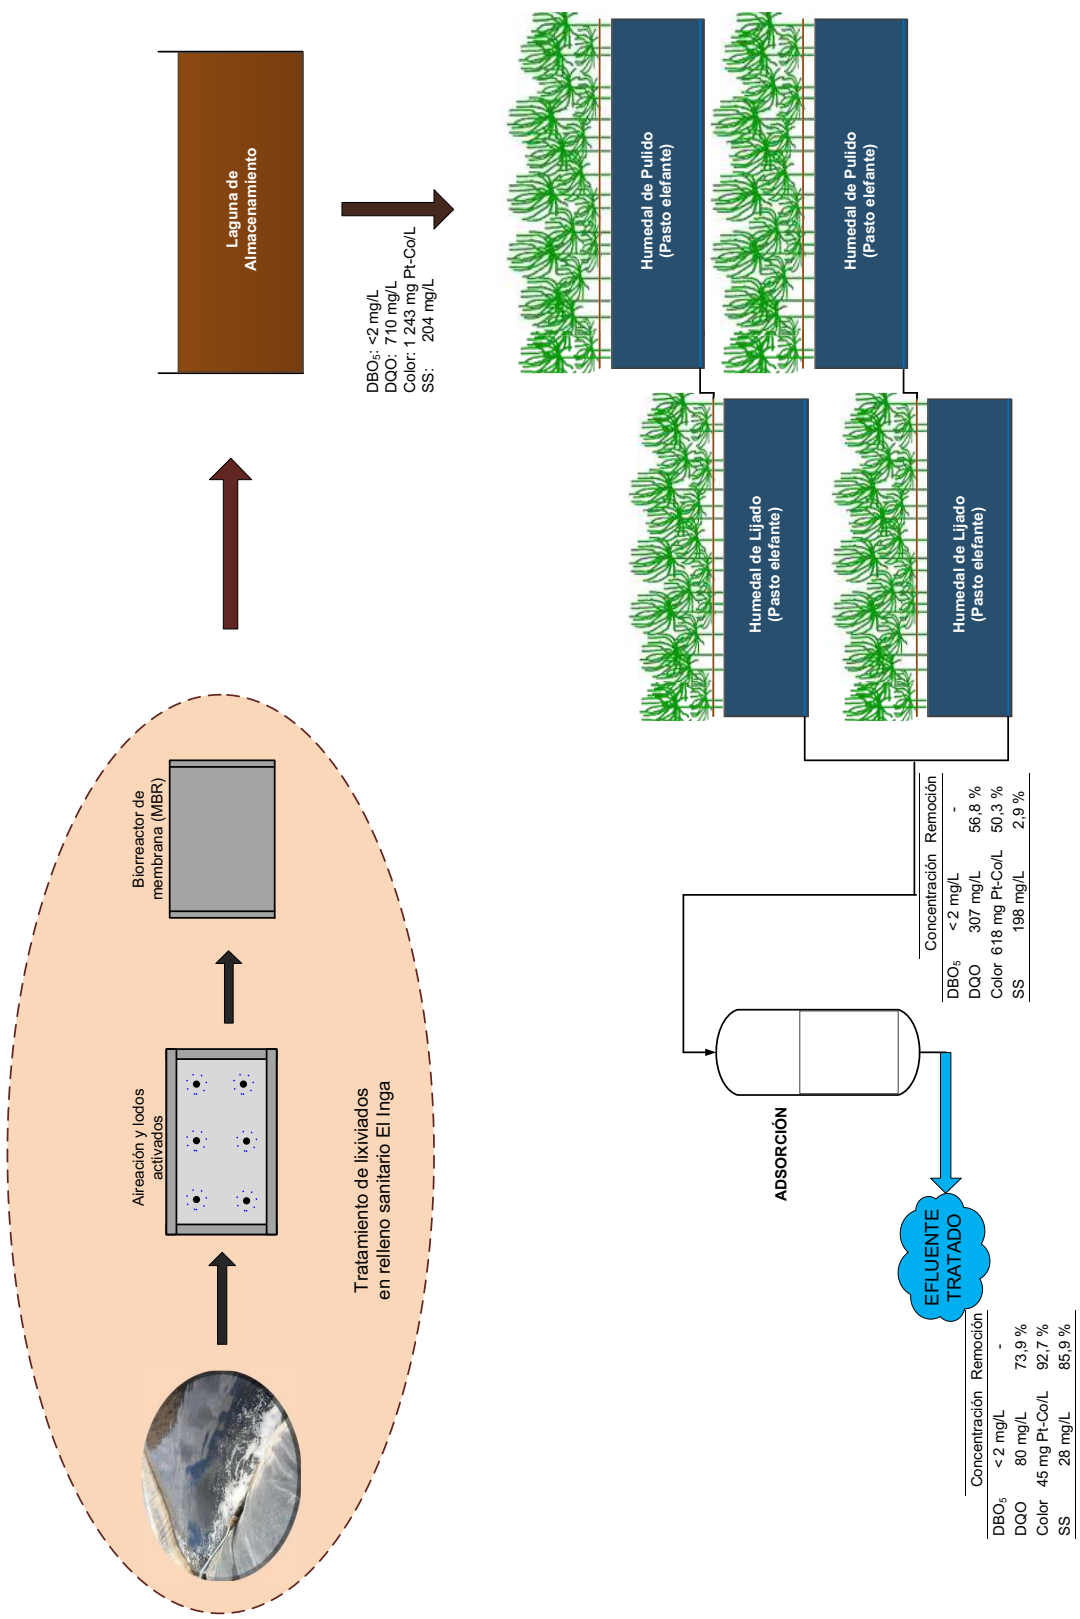 Aireación y lodos
activados
Biorreactor de
membrana (MBR)
Tratamiento de lixiviados
en relleno sanitario El Inga
Laguna de
Almacenamiento
DBO₅: <2 mg/L
DQO: 710 mg/L
Color: 1 243 mg Pt-Co/L
SS: 204 mg/L
Humedal de Pulido
(Pasto elefante)
Humedal de Pulido
(Pasto elefante)
Humedal de Lijado
(Pasto elefante)
Humedal de Lijado
(Pasto elefante)
Concentración Remoción
DBO₅ < 2 mg/L -
DQO 307 mg/L 56,8 %
Color 618 mg Pt-Co/L 50,3 %
SS 198 mg/L 2,9 %
ADSORCIÓN
EFLUENTE
TRATADO
Concentración Remoción
DBO₅ < 2 mg/L -
DQO 80 mg/L 73,9 %
Color 45 mg Pt-Co/L 92,7 %
SS 28 mg/L 85,9 %